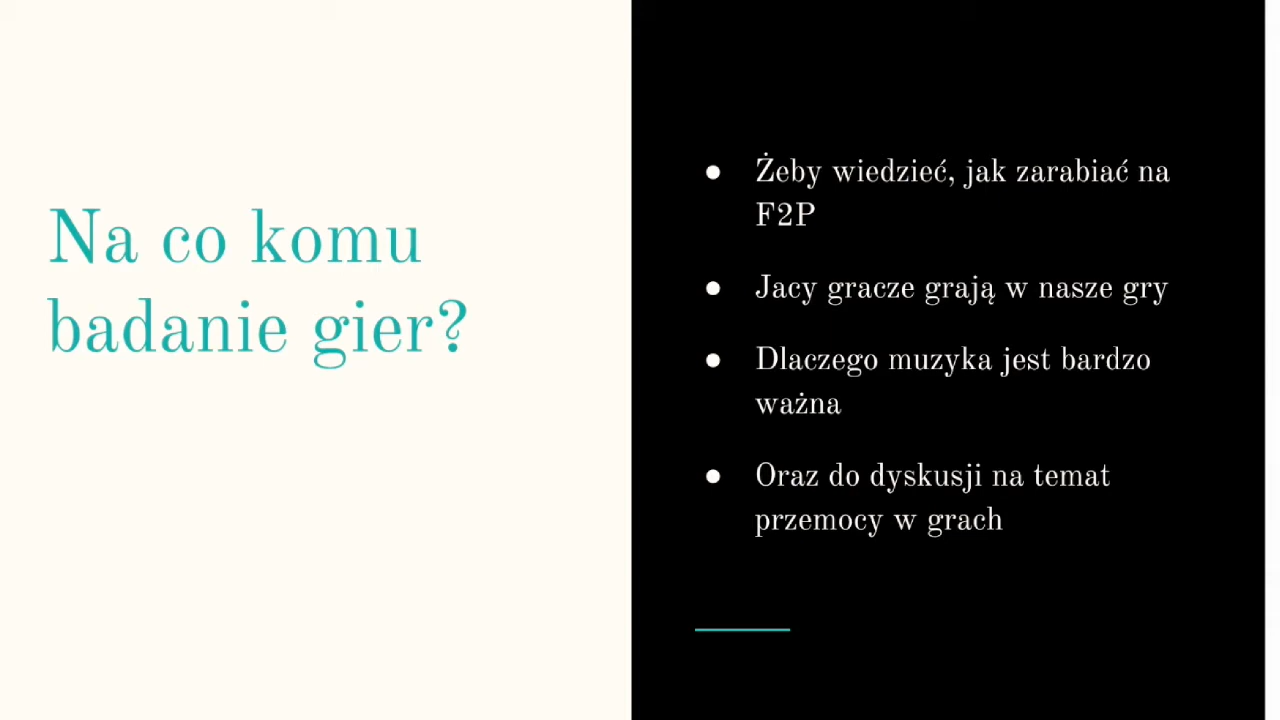 Na co komu
badanie gier?
● Żeby wiedzieć, jak zarabiać na
F2P
● Jacy gracze grają w nasze gry
● Dlaczego muzyka jest bardzo
ważna
● Oraz do dyskusji na temat
przemocy w grach